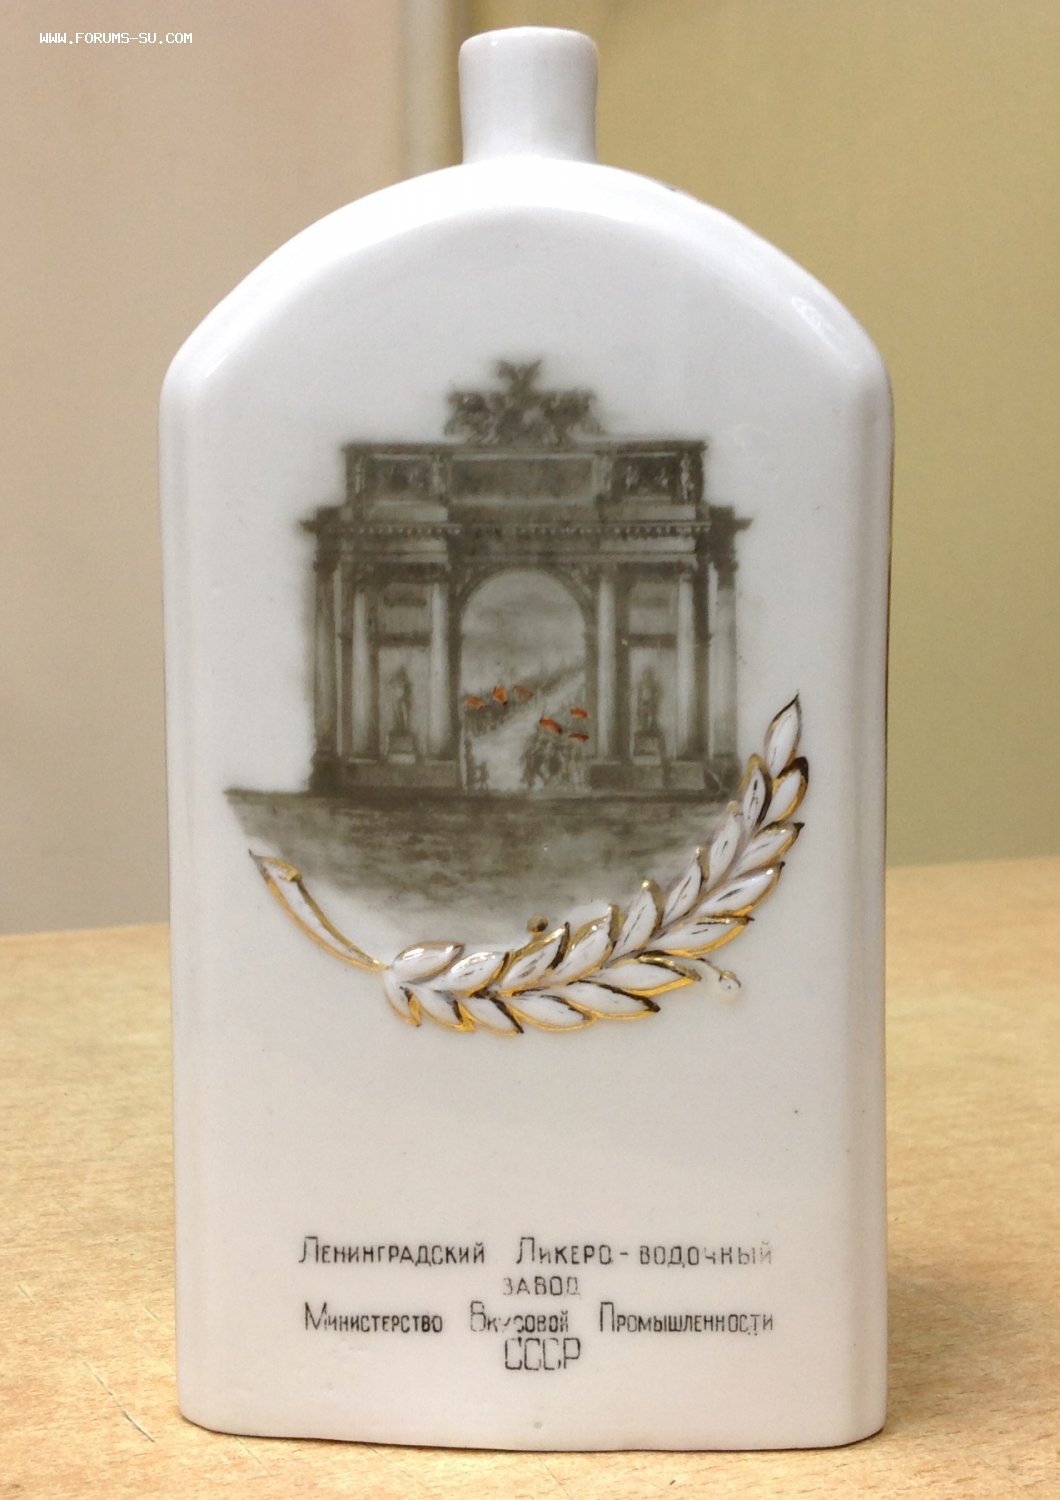 WWW.FORUMS-SU.COM
Ленинградский Ликеро-водочный
завод
Министерство Вкусовой Промышленности
СССР